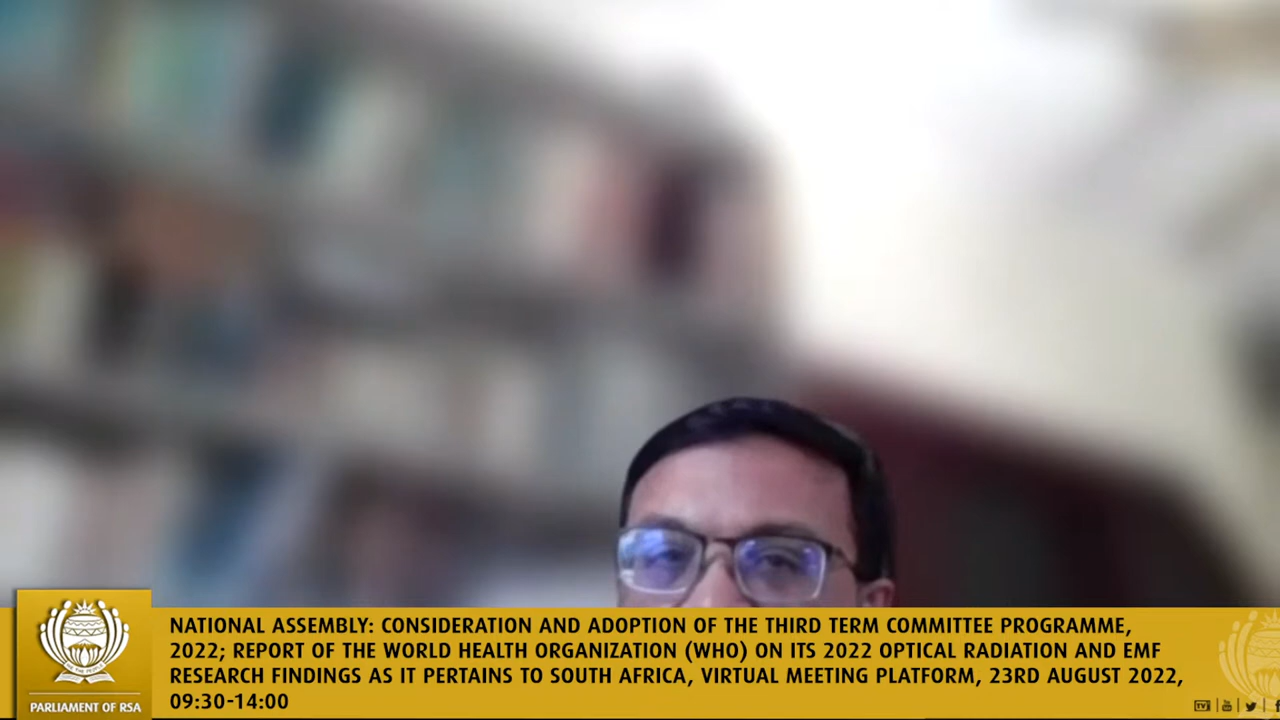 NATIONAL ASSEMBLY: CONSIDERATION AND ADOPTION OF THE THIRD TERM COMMITTEE PROGRAMME,
2022; REPORT OF THE WORLD HEALTH ORGANIZATION (WHO) ON ITS 2022 OPTICAL RADIATION AND EMF
RESEARCH FINDINGS AS IT PERTAINS TO SOUTH AFRICA, VIRTUAL MEETING PLATFORM, 23RD AUGUST 2022,
09:30-14:00
PARLIAMENT OF RSA